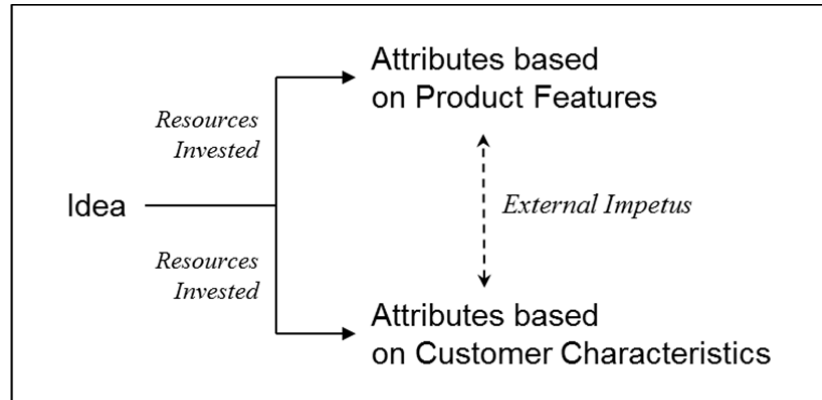 Attributes based
on Product Features
Resources
Invested
Idea
External Impetus
Resources
Invested
Attributes based
on Customer Characteristics